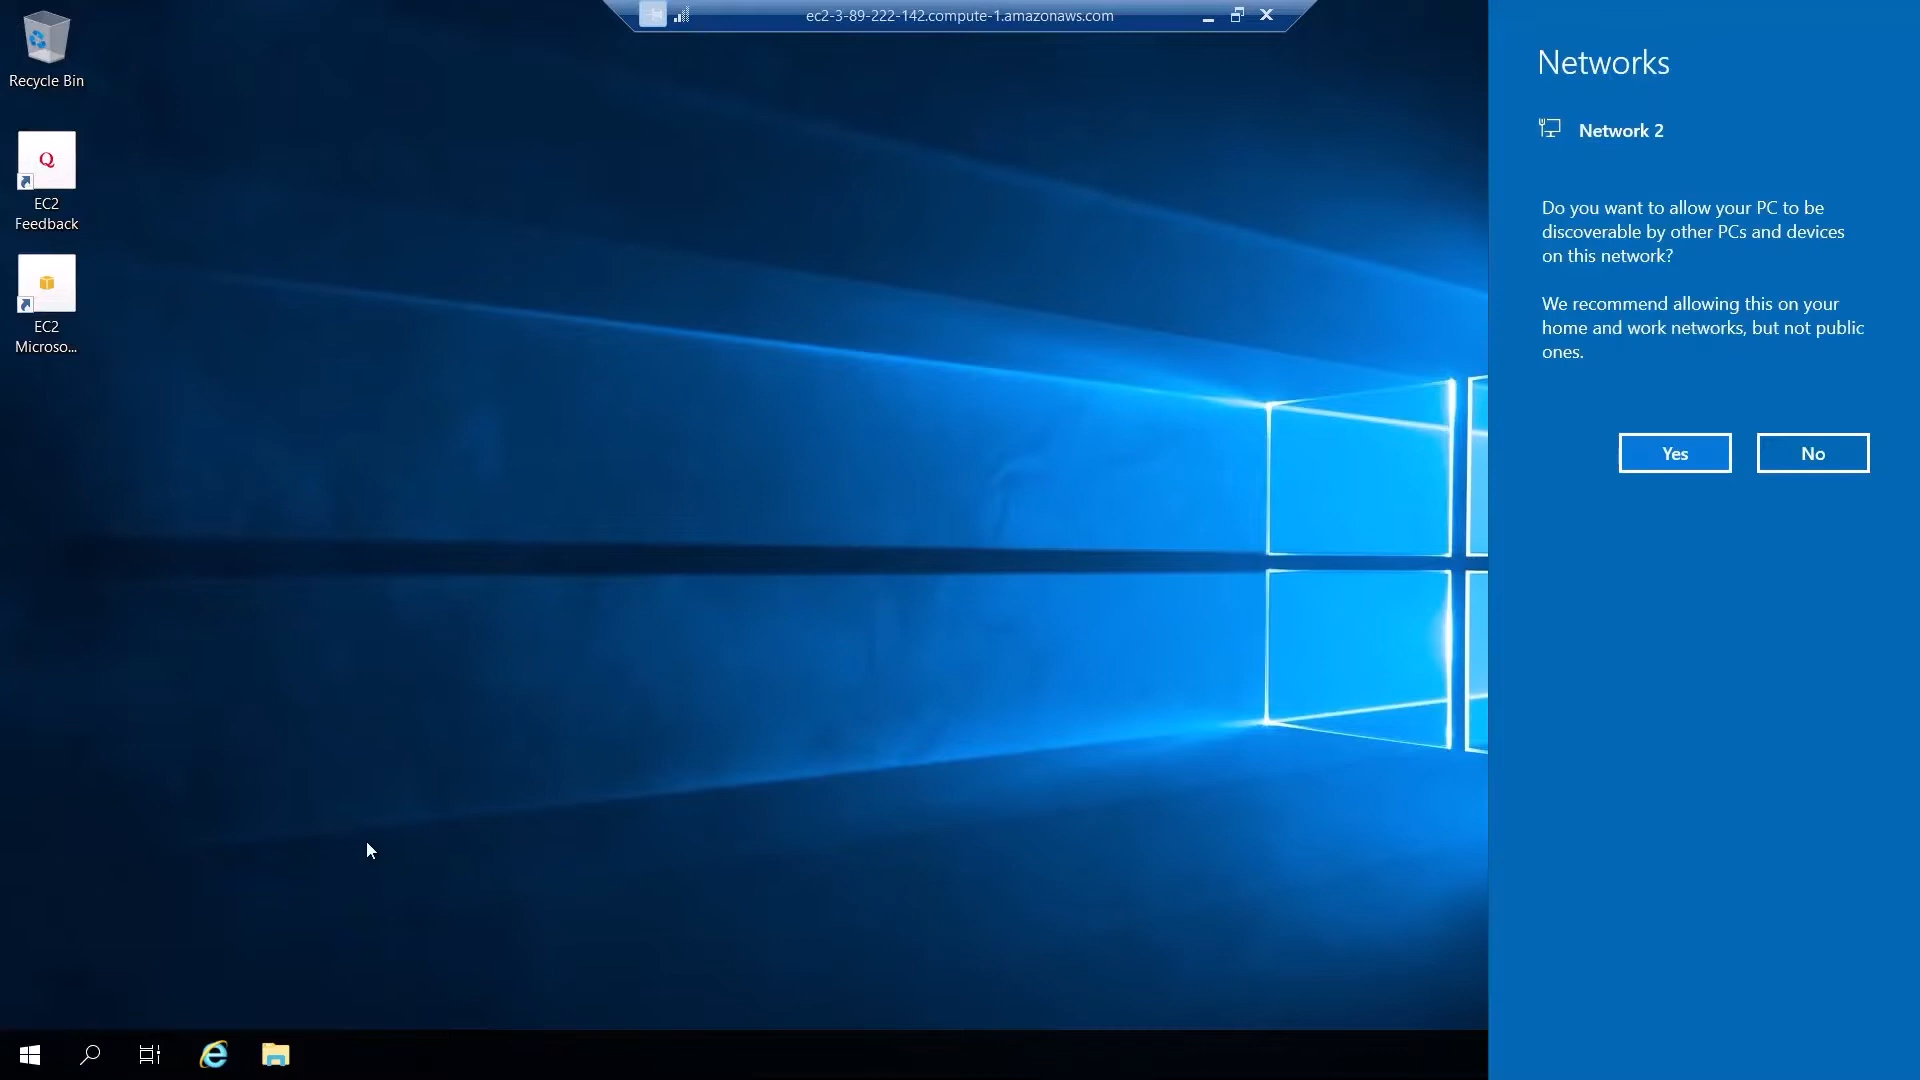 ec2-3-89-222-142.compute-1.amazonaws.com
Recycle Bin
Q
EC2
Feedback
EC2
Microso...
Networks
Network 2
Do you want to allow your PC to be
discoverable by other PCs and devices
on this network?
We recommend allowing this on your
home and work networks, but not public
ones.
Yes
No